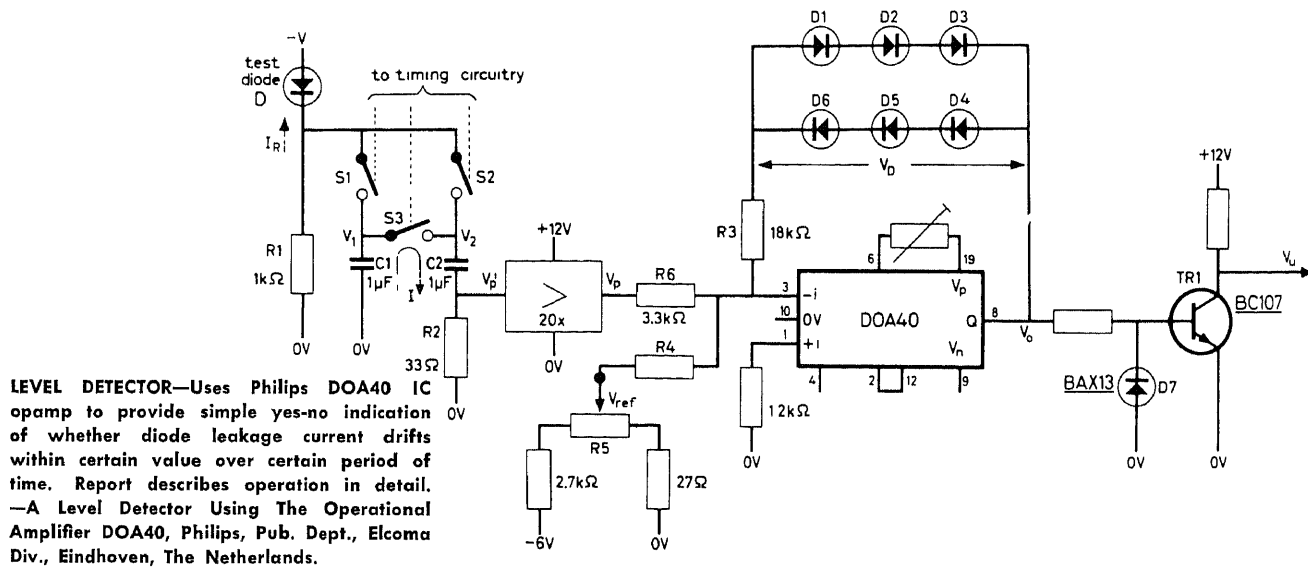 D1 D2 D3
-V
test
diode
D
to timing circuitry
D6 D5 D4
IR
VD
+12V
S1
S2
S3
V1 V2
R1
1kΩ
C1
1µF
C2
1µF
I
R2
33Ω
0V
0V
0V
+12V
Vp'
>
20x
0V
Vp
R6
3.3kΩ
R4
Vref
R5
2.7kΩ
27Ω
-6V
0V
R3
18kΩ
6 19
Vp
3 -i
10 0V
1 +i
DOA40
Q 8
Vn
4 2 12 9
12kΩ
0V
Vo
TR1
BC107
Vu
BAX13
D7
0V
0V
LEVEL DETECTOR—Uses Philips DOA40 IC
opamp to provide simple yes-no indication
of whether diode leakage current drifts
within certain value over certain period of
time. Report describes operation in detail.
—A Level Detector Using The Operational
Amplifier DOA40, Philips, Pub. Dept., Elcoma
Div., Eindhoven, The Netherlands.